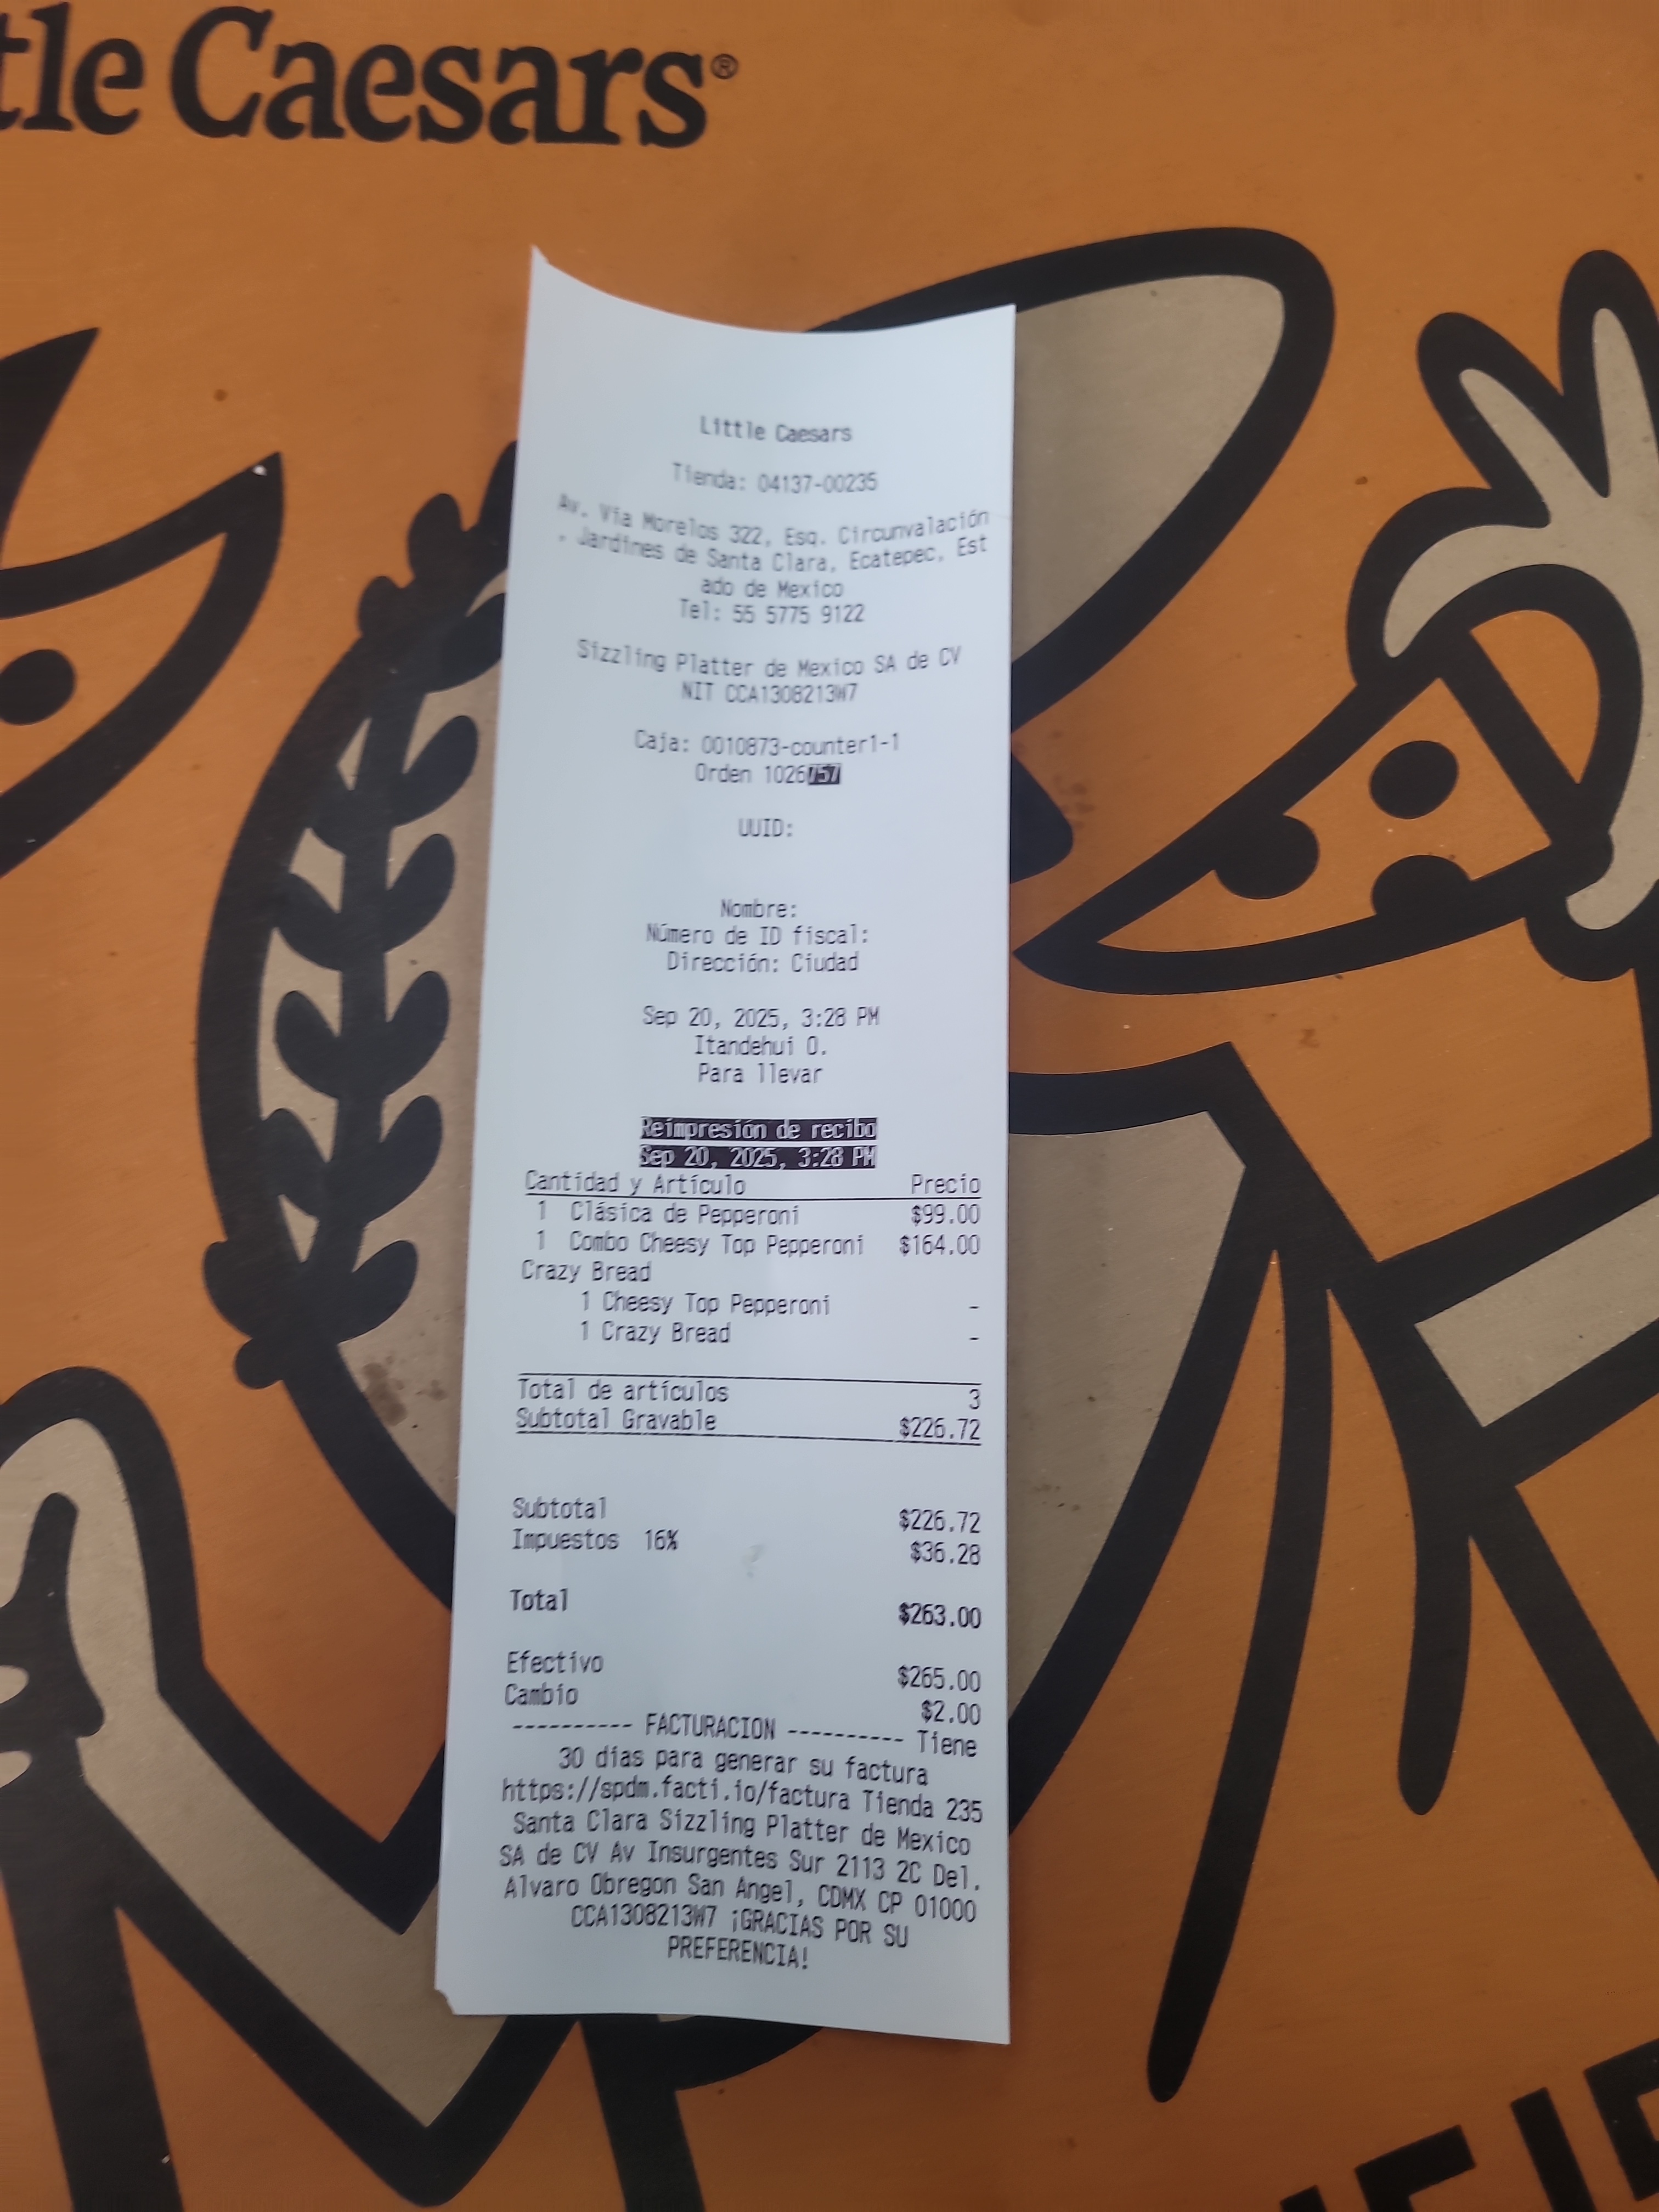 tle Caesars®
Little Caesars
Tienda: 04137-00235
Av. Vía Morelos 322, Esq. Circunvalación
. Jardines de Santa Clara, Ecatepec, Est
ado de Mexico
Tel: 55 5775 9122
Sizzling Platter de Mexico SA de CV
NIT CCA1308213W7
Caja: 0010873-counter1-1
Orden 1026757
UUID:
Nombre:
Número de ID fiscal:
Dirección: Ciudad
Sep 20, 2025, 3:28 PM
Itandehui O.
Para llevar
Reimpresión de recibo
Sep 20, 2025, 3:28 PM
Cantidad y Artículo Precio
1 Clásica de Pepperoni $99.00
1 Combo Cheesy Top Pepperoni $164.00
Crazy Bread
1 Cheesy Top Pepperoni -
1 Crazy Bread -
Total de artículos 3
Subtotal Gravable $226.72
Subtotal $226.72
Impuestos 16% $36.28
Total $263.00
Efectivo $265.00
Cambio $2.00
---------- FACTURACION ---------- Tiene
30 días para generar su factura
https://spdm.facti.io/factura Tienda 235
Santa Clara Sizzling Platter de Mexico
SA de CV Av Insurgentes Sur 2113 2C Del.
Alvaro Obregon San Angel, CDMX CP 01000
CCA1308213W7 ¡GRACIAS POR SU
PREFERENCIA!